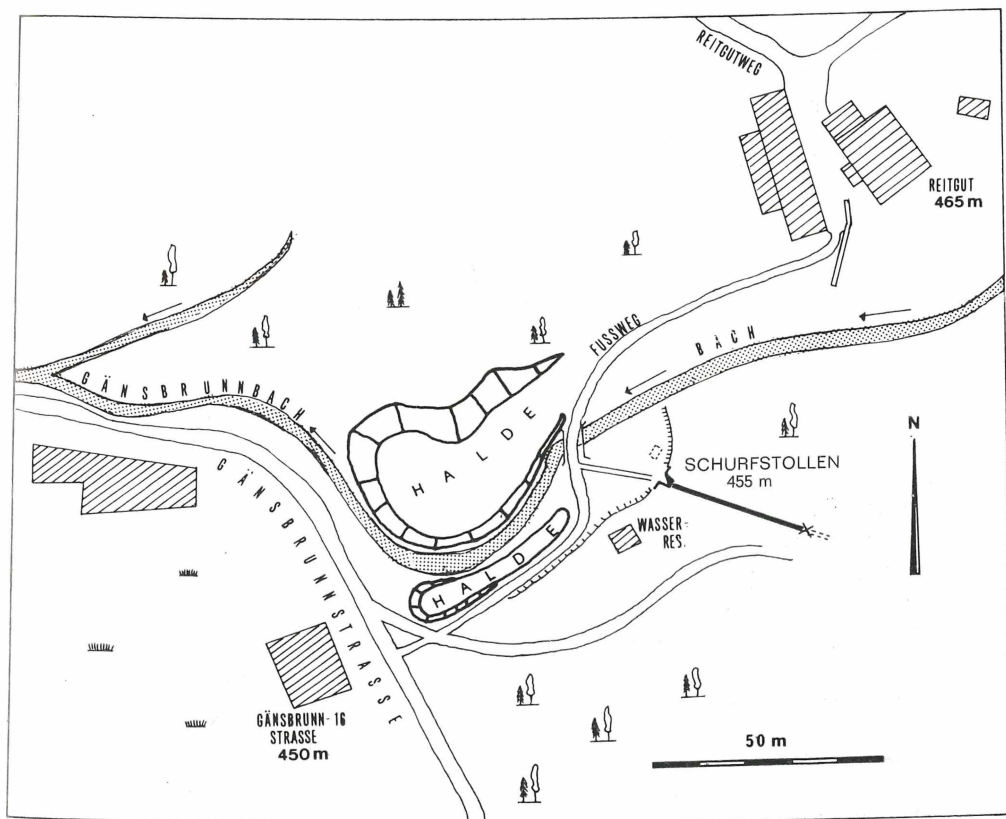 REITGUTWEG
REITGUT
465 m
FUSSWEG
BACH
GÄNSBRUNNBACH
HALDE
N
SCHURFSTOLLEN
455 m
WASSER-
RES.
HALDE
GÄNSBRUNNSTRASSE
GÄNSBRUNN-16
STRASSE
450 m
50 m